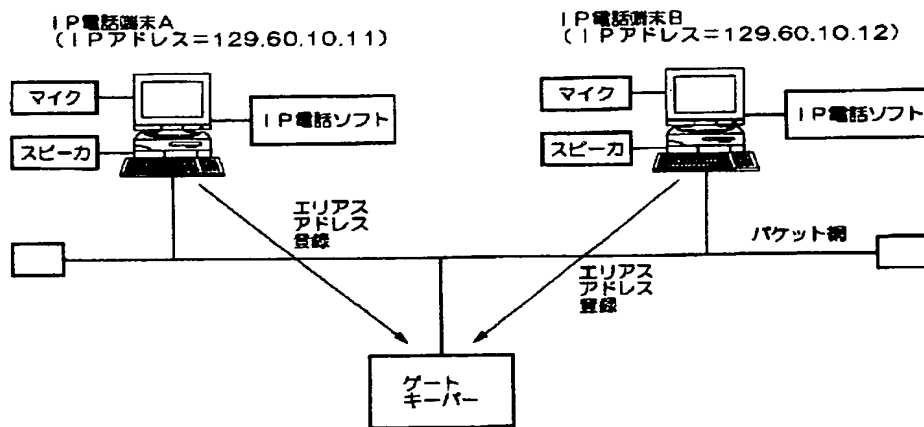 IP電話端末A
(IPアドレス=129.60.10.11)
IP電話端末B
(IPアドレス=129.60.10.12)
マイク
IP電話ソフト
スピーカ
マイク
IP電話ソフト
スピーカ
エリアス
アドレス
登録
パケット網
エリアス
アドレス
登録
ゲート
キーパー